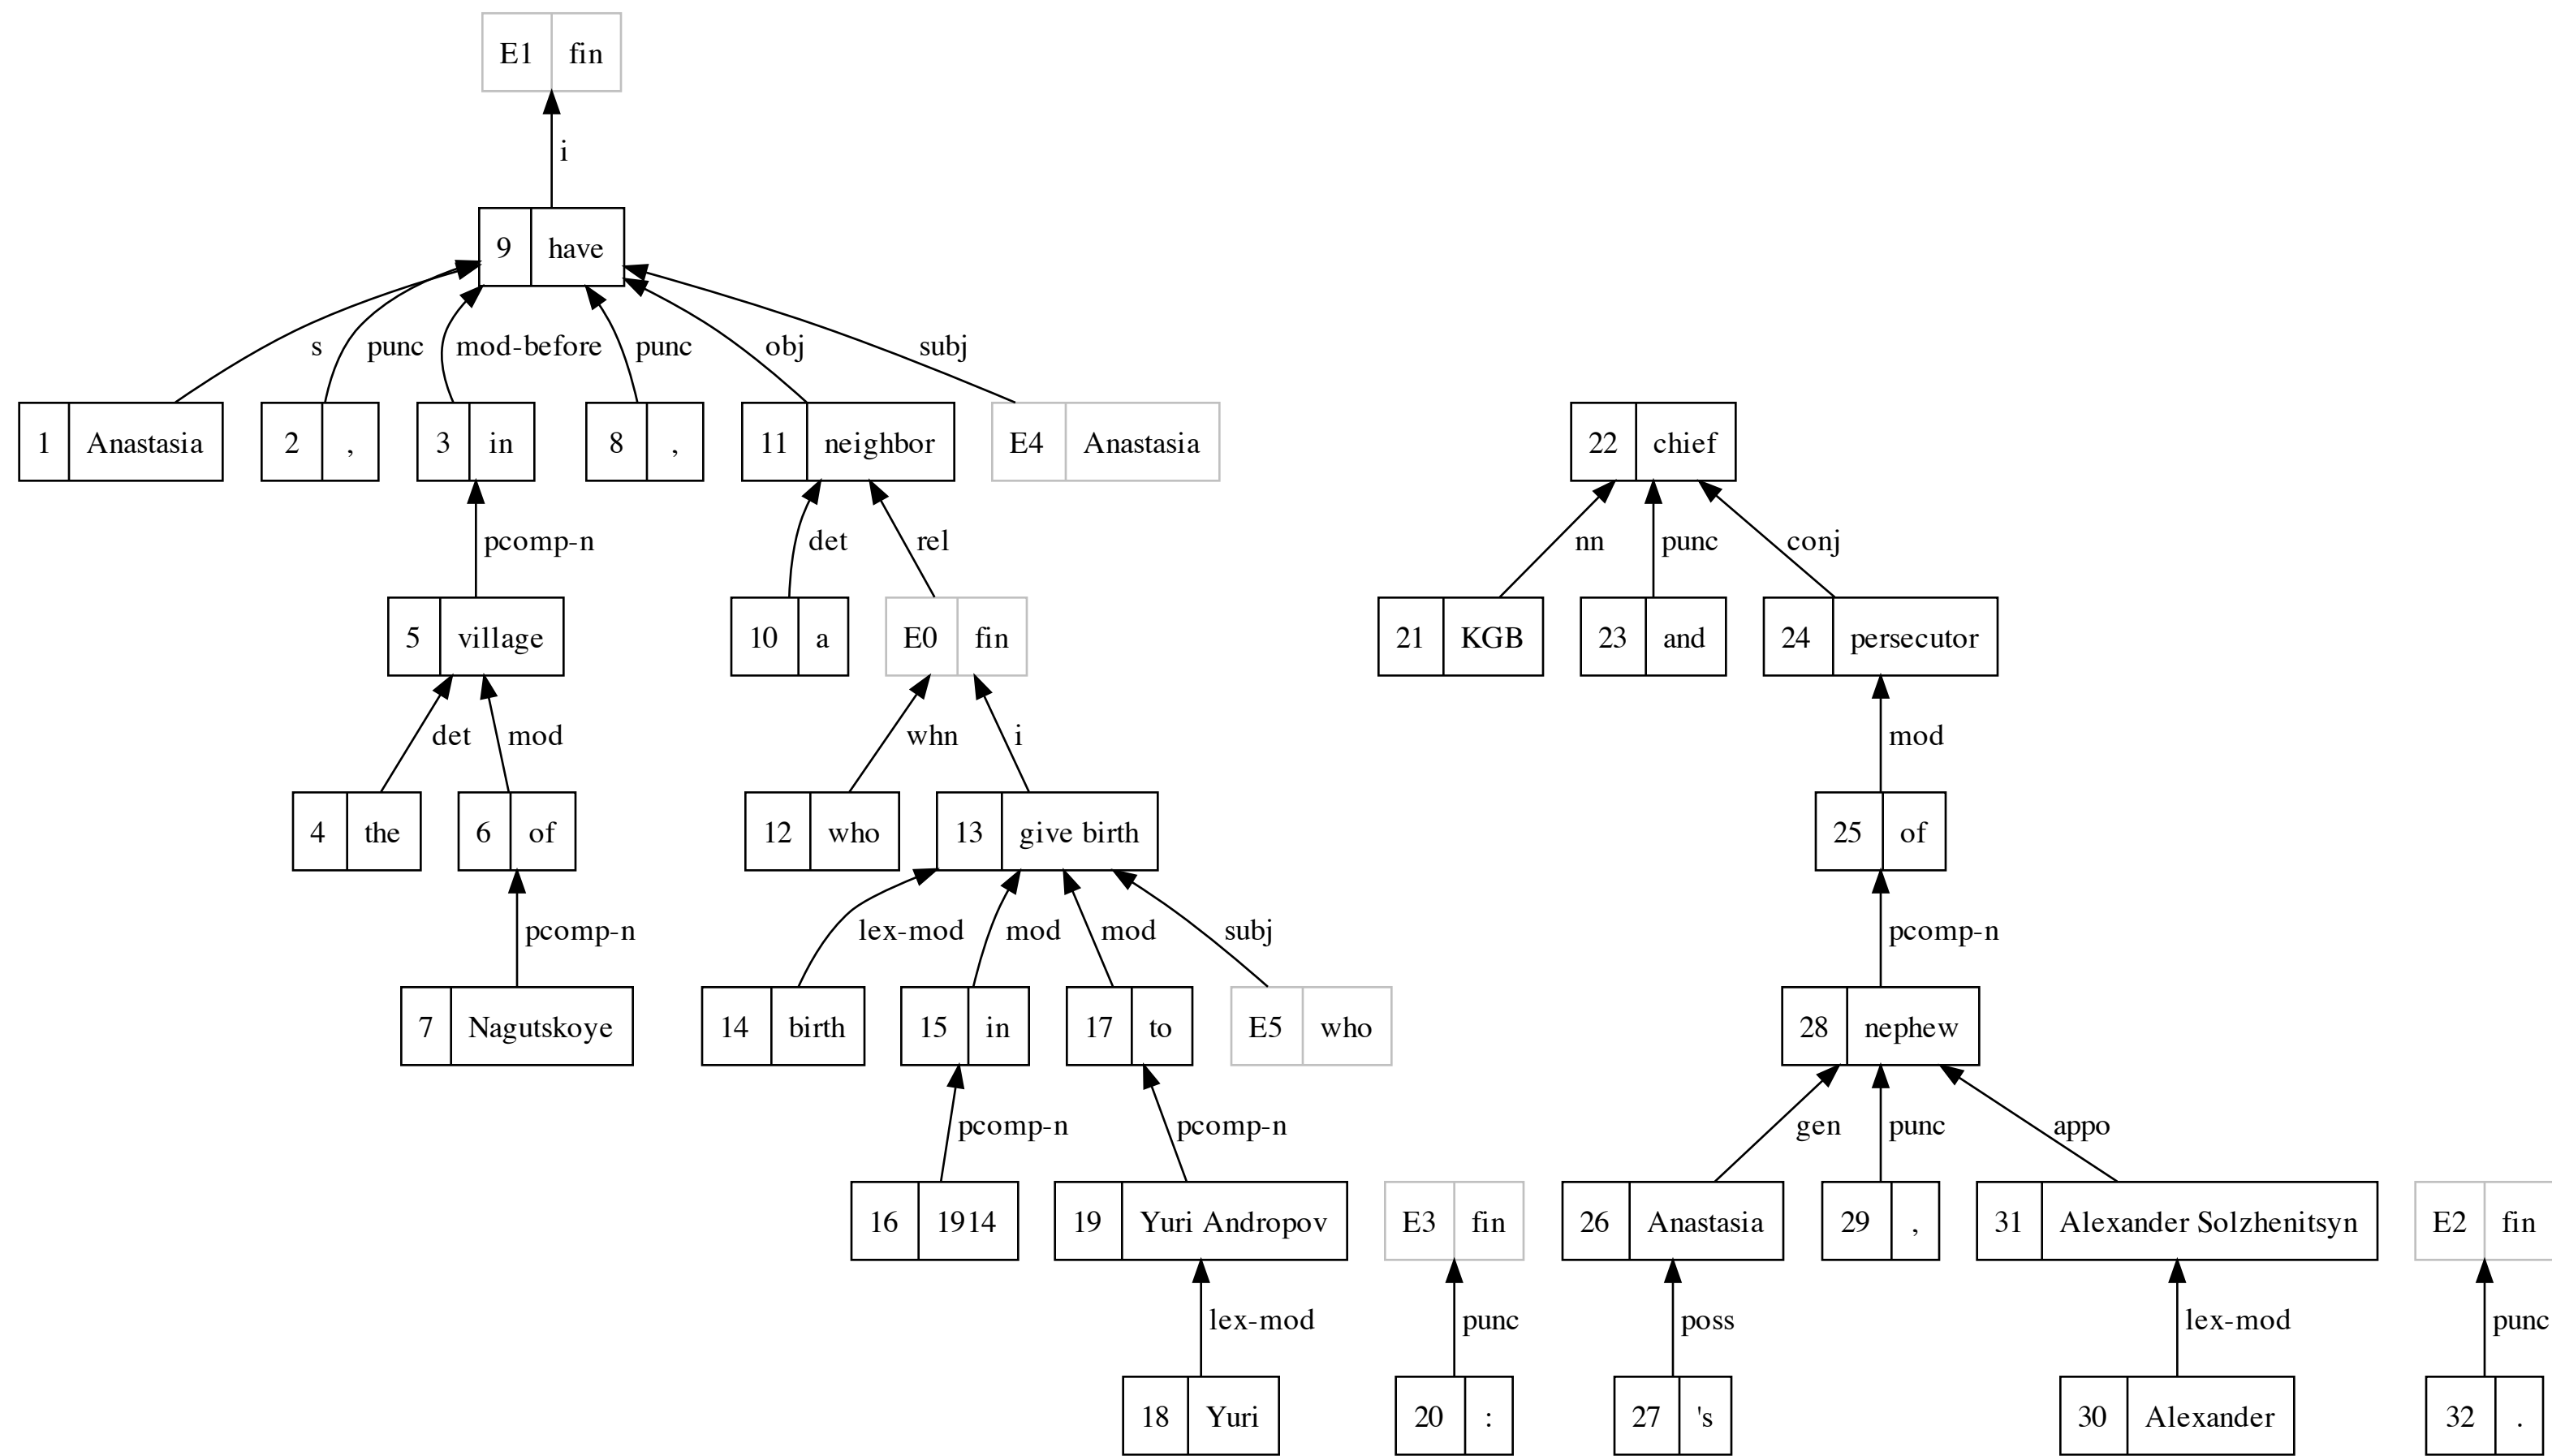 E1 fin
i
9 have
s punc mod-before punc obj subj
1 Anastasia 2 , 3 in 8 , 11 neighbor E4 Anastasia 22 chief
pcomp-n det rel nn punc conj
5 village 10 a E0 fin 21 KGB 23 and 24 persecutor
det mod whn i mod
4 the 6 of 12 who 13 give birth 25 of
pcomp-n lex-mod mod mod subj pcomp-n
7 Nagutskoye 14 birth 15 in 17 to E5 who 28 nephew
pcomp-n pcomp-n gen punc appo
16 1914 19 Yuri Andropov E3 fin 26 Anastasia 29 , 31 Alexander Solzhenitsyn E2 fin
lex-mod punc poss lex-mod punc
18 Yuri 20 : 27 's 30 Alexander 32 .